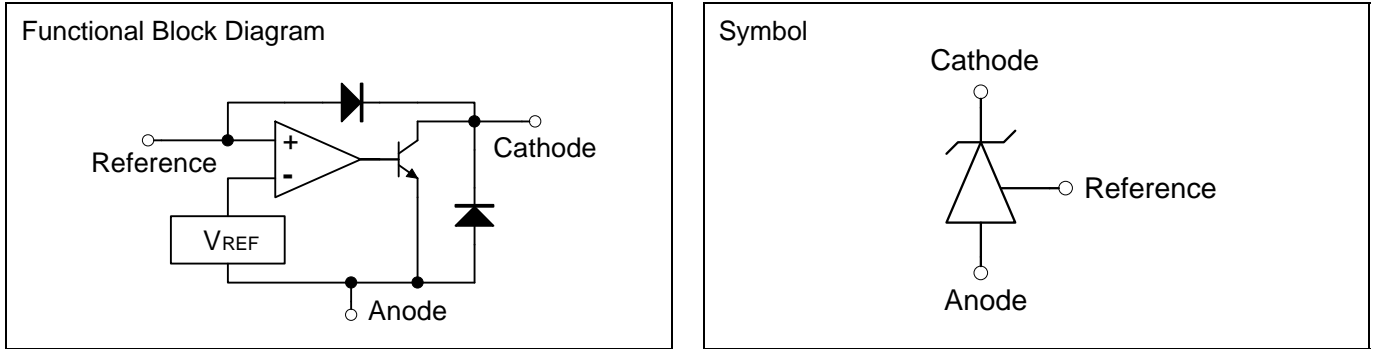 Functional Block Diagram
+
Reference
-
Cathode
VREF
Anode
Symbol
Cathode
Reference
Anode